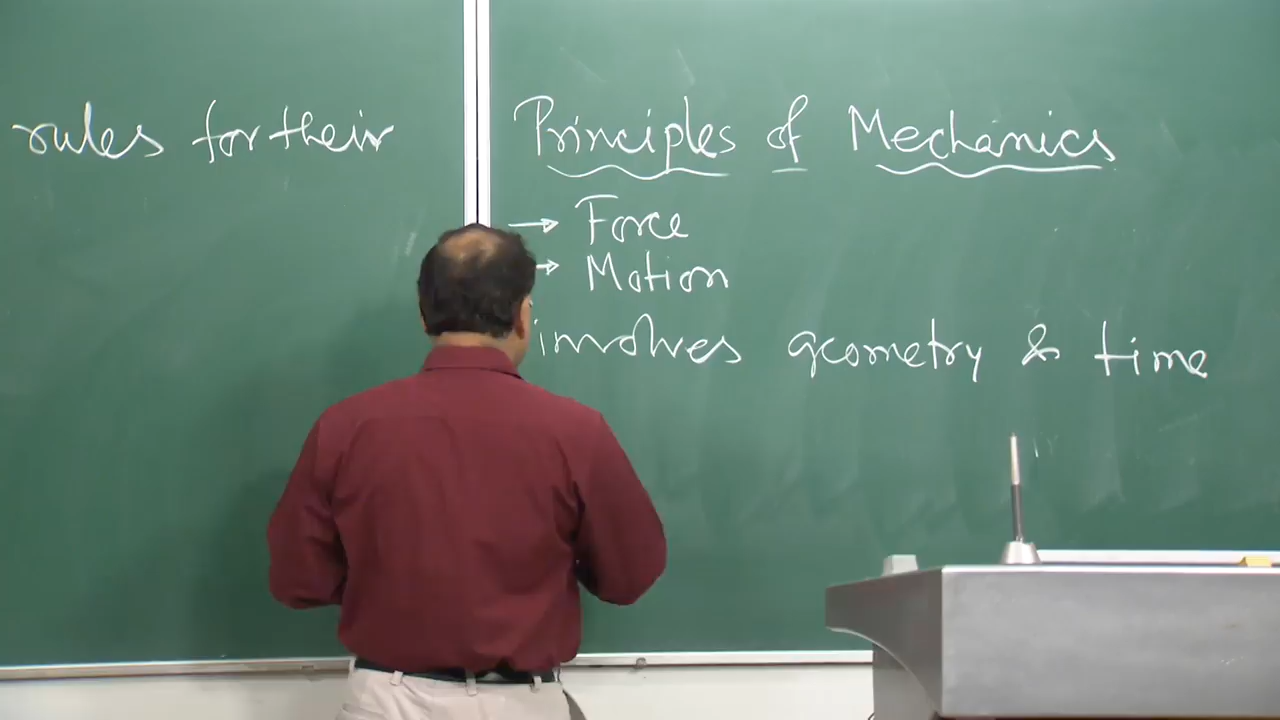 rules for their
Principles of Mechanics
→ Force
→ Motion
involves geometry & time